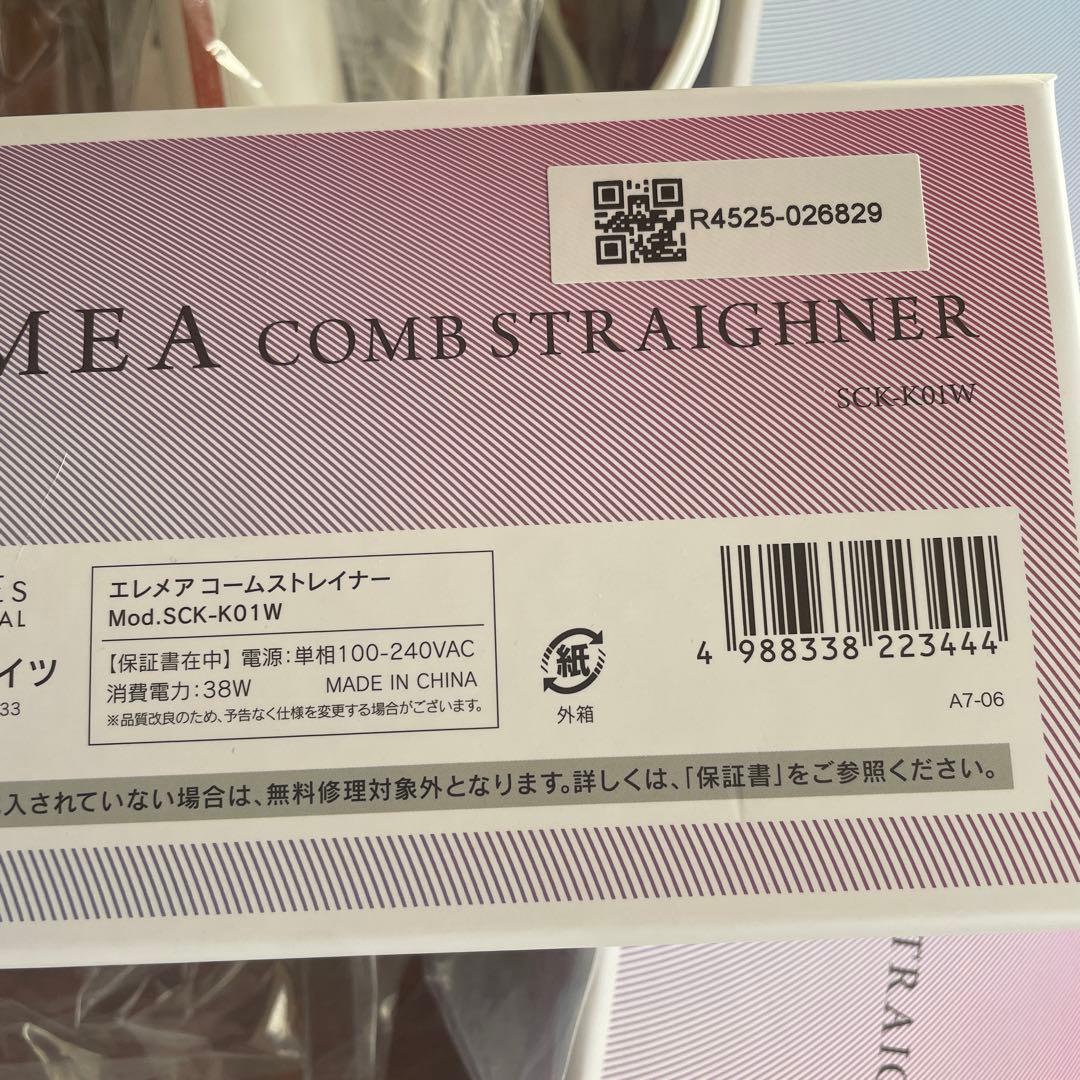 R4525-026829
MEA COMB STRAIGHNER
SCK-K01W
ES
AL
イツ
33
エレメア コームストレイナー
Mod.SCK-K01W
【保証書在中】電源:単相100-240VAC
消費電力:38W MADE IN CHINA
※品質改良のため、予告なく仕様を変更する場合がございます。
紙
外箱
4 988338 223444
A7-06
入されていない場合は、無料修理対象外となります。詳しくは、「保証書」をご参照ください。
TRAIG